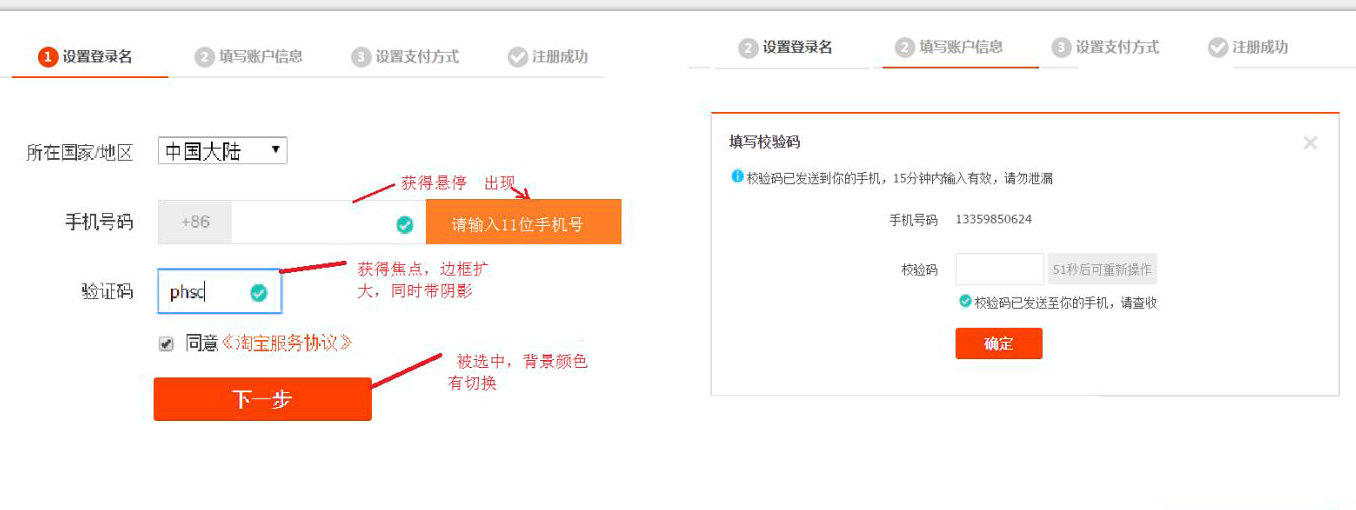 1 设置登录名 2 填写账户信息 3 设置支付方式 注册成功
所在国家/地区 中国大陆
获得悬停 出现
手机号码 +86 请输入11位手机号
获得焦点，边框扩
大，同时带阴影
验证码 phsc
同意《淘宝服务协议》
被选中，背景颜色
有切换
下一步
2 设置登录名 2 填写账户信息 3 设置支付方式 注册成功
填写校验码
校验码已发送到你的手机，15分钟内输入有效，请勿泄漏
手机号码 13359850624
校验码 51秒后可重新操作
校验码已发送至你的手机，请查收
确定